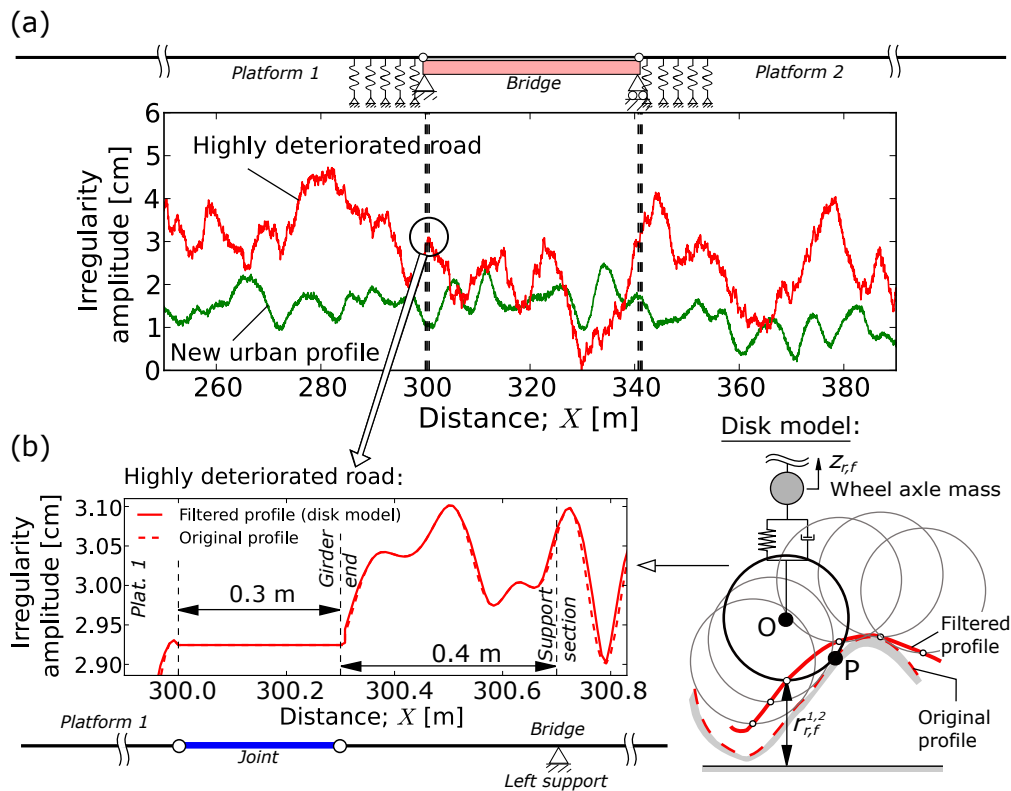 (a)
Platform 1
Bridge
Platform 2
Irregularity
amplitude [cm]
6
5
4
3
2
1
0
Highly deteriorated road
New urban profile
260
280
300
320
340
360
380
Distance; X [m]
(b)
Highly deteriorated road:
Irregularity
amplitude [cm]
3.10
3.05
3.00
2.95
2.90
Filtered profile (disk model)
Original profile
Plat. 1
Girder
end
0.3 m
0.4 m
Support
section
300.0
300.2
300.4
300.6
300.8
Distance; X [m]
Platform 1
Joint
Bridge
Left support
Disk model:
z_{r,f}
Wheel axle mass
O
P
Filtered
profile
r_{r,f}^{1,2}
Original
profile